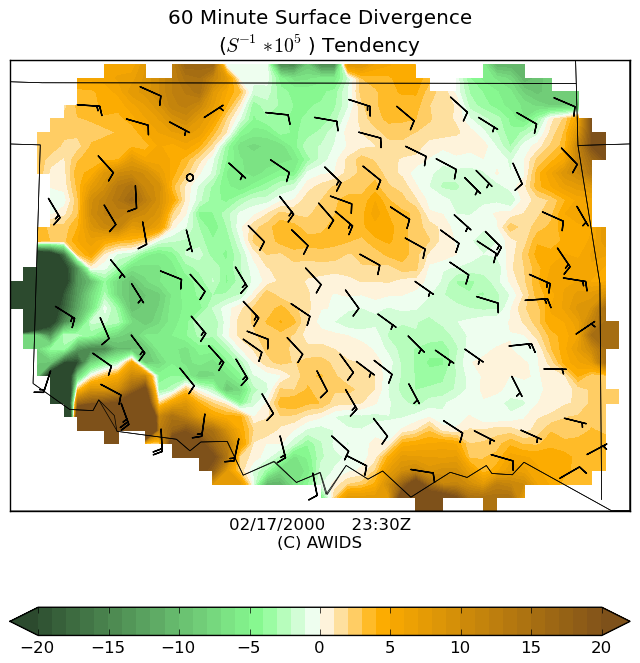 60 Minute Surface Divergence
(S⁻¹ *10⁵ ) Tendency
02/17/2000 23:30Z
(C) AWIDS
−20 −15 −10 −5 0 5 10 15 20